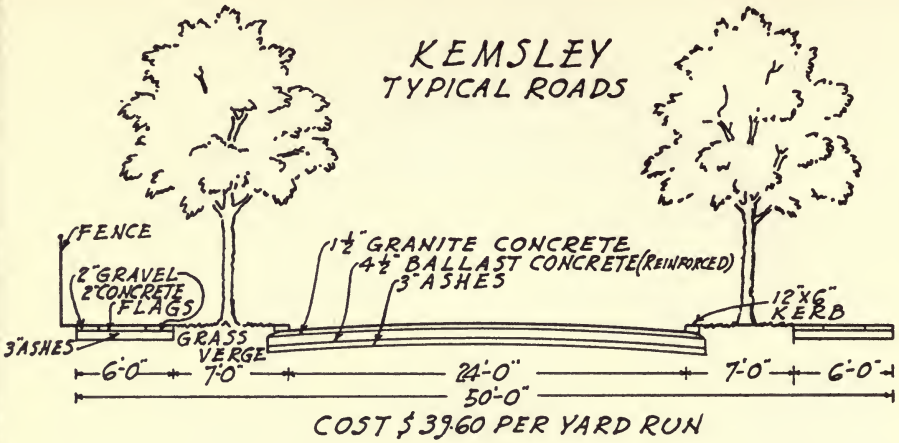 KEMSLEY
TYPICAL ROADS
FENCE
1½" GRANITE CONCRETE
4½" BALLAST CONCRETE (REINFORCED)
3" ASHES
2" GRAVEL
2" CONCRETE
FLAGS
12" X 6"
KERB
3" ASHES
GRASS
VERGE
6'-0" 7'-0" 24'-0" 7'-0" 6'-0"
50'-0"
COST $39.60 PER YARD RUN